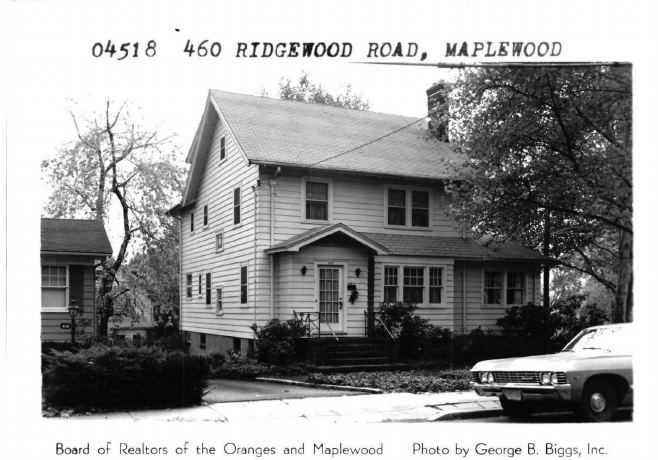 04518 460 RIDGEWOOD ROAD, MAPLEWOOD
Board of Realtors of the Oranges and Maplewood Photo by George B. Biggs, Inc.